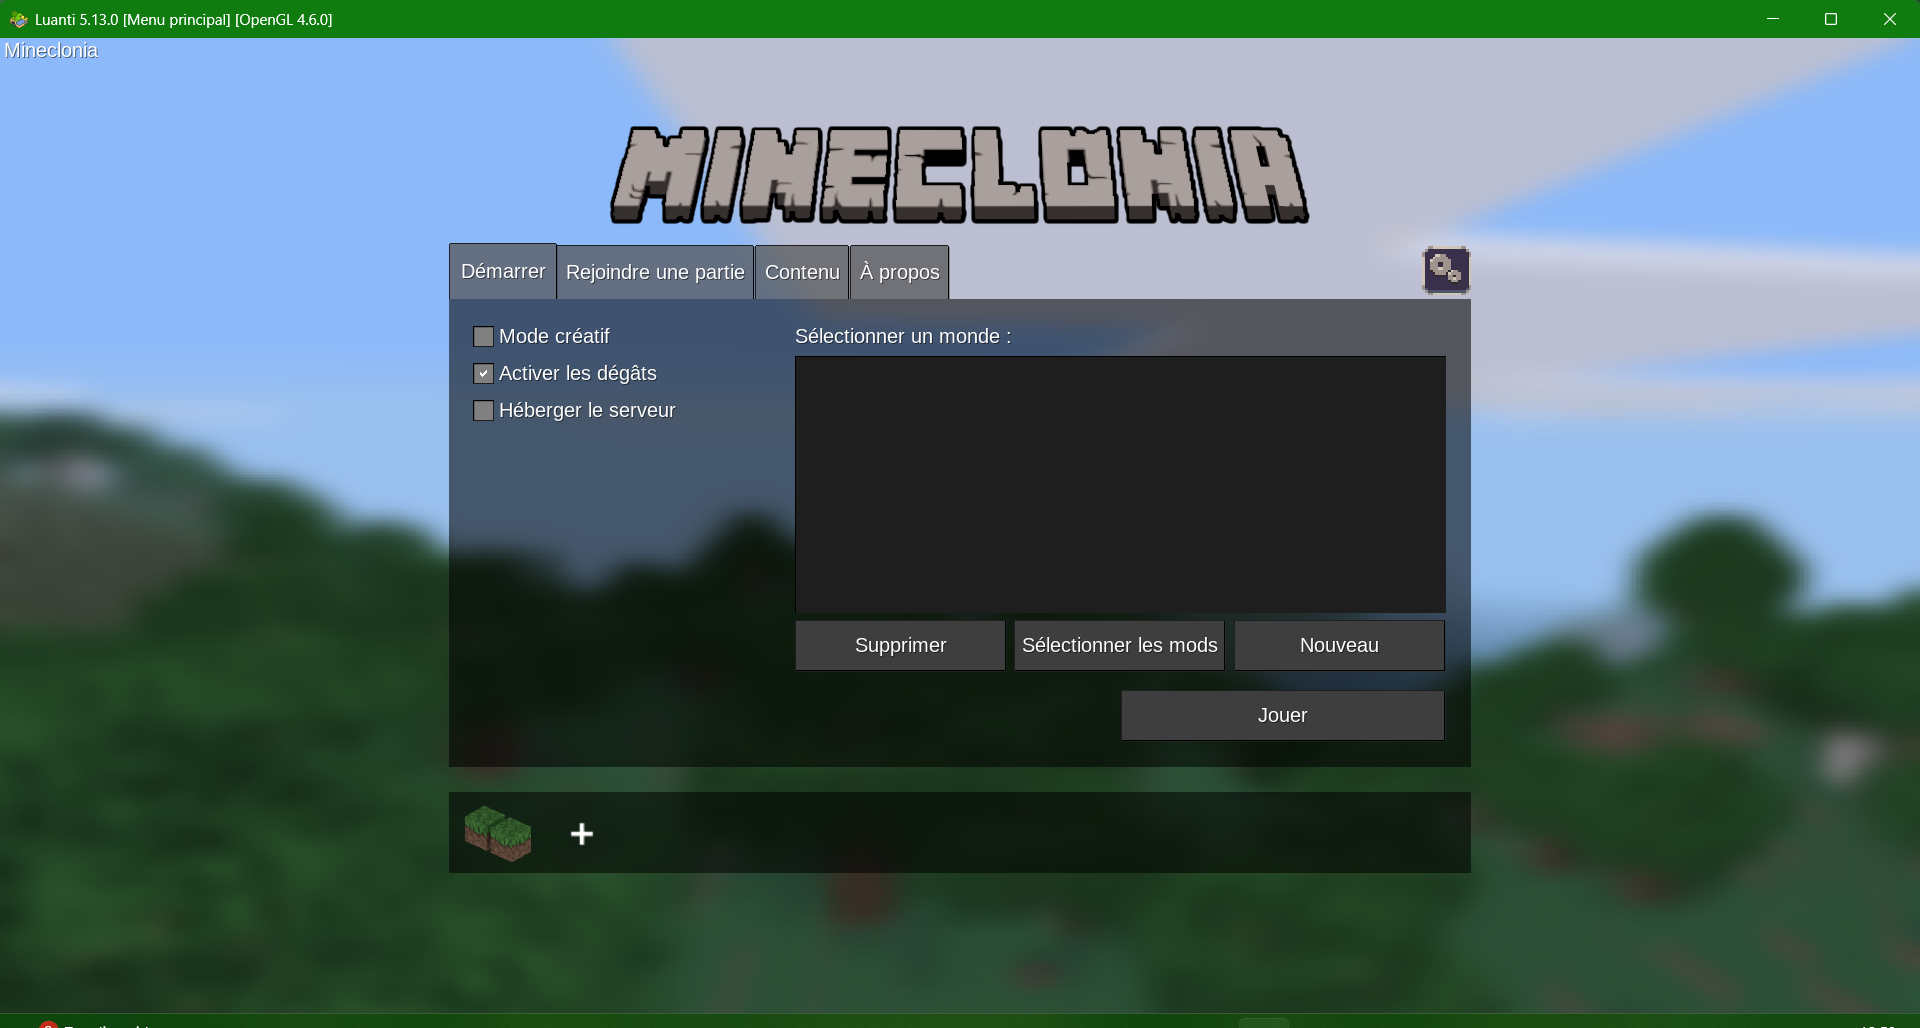 Luanti 5.13.0 [Menu principal] [OpenGL 4.6.0]
Mineclonia
MINECLONIA
Démarrer Rejoindre une partie Contenu À propos
Mode créatif
Activer les dégâts
Héberger le serveur
Sélectionner un monde :
Supprimer Sélectionner les mods Nouveau
Jouer